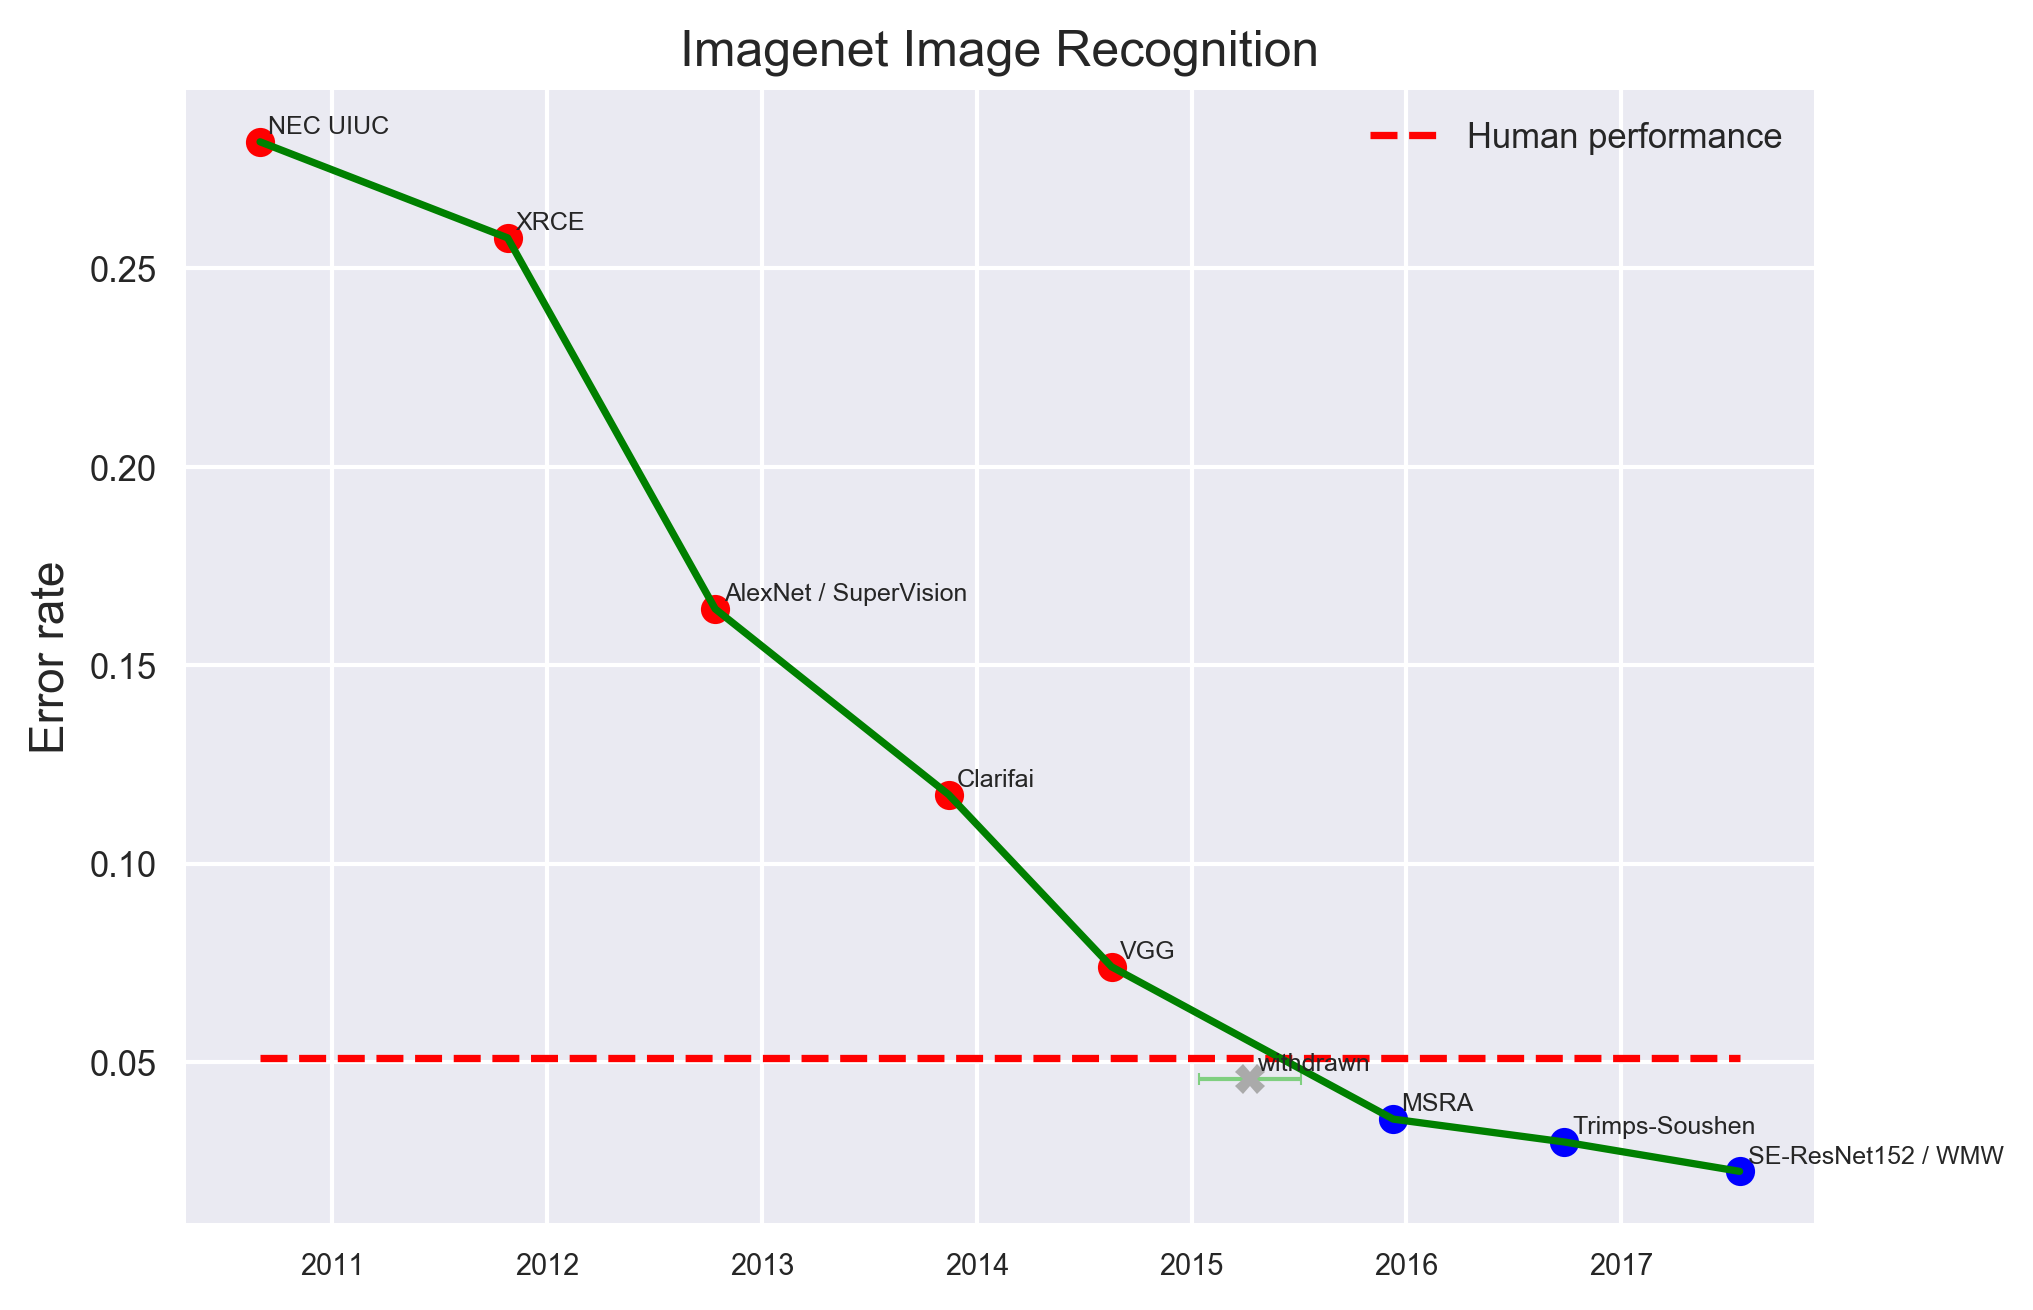 Imagenet Image Recognition
NEC UIUC
Human performance
XRCE
0.25
0.20
AlexNet / SuperVision
0.15
Error rate
Clarifai
0.10
VGG
0.05
withdrawn
MSRA
Trimps-Soushen
SE-ResNet152 / WMW
2011 2012 2013 2014 2015 2016 2017